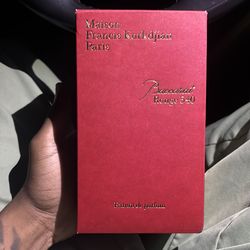 Maison
Francis Kurkdjian
Paris
Baccarat
Rouge 540
Extrait de parfum